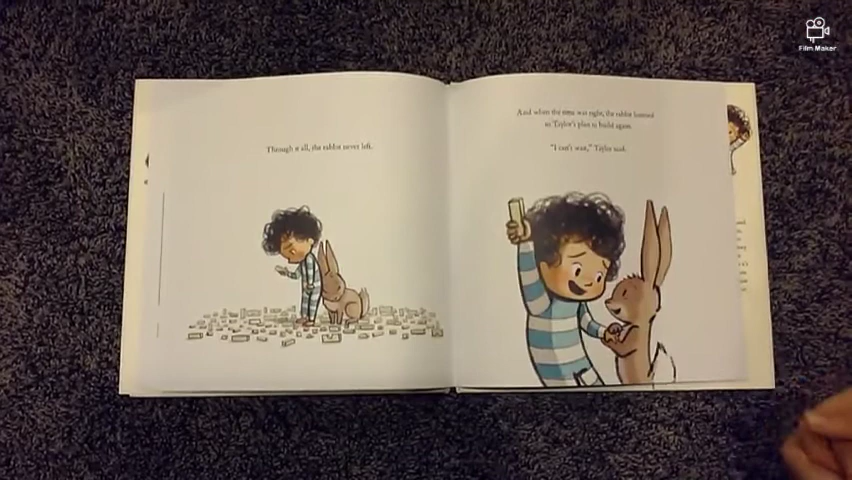 Through it all, the rabbit never left.
And when the time was right, the rabbit listened
to Taylor's plan to build again.
"I can't wait," Taylor said.
Film Maker